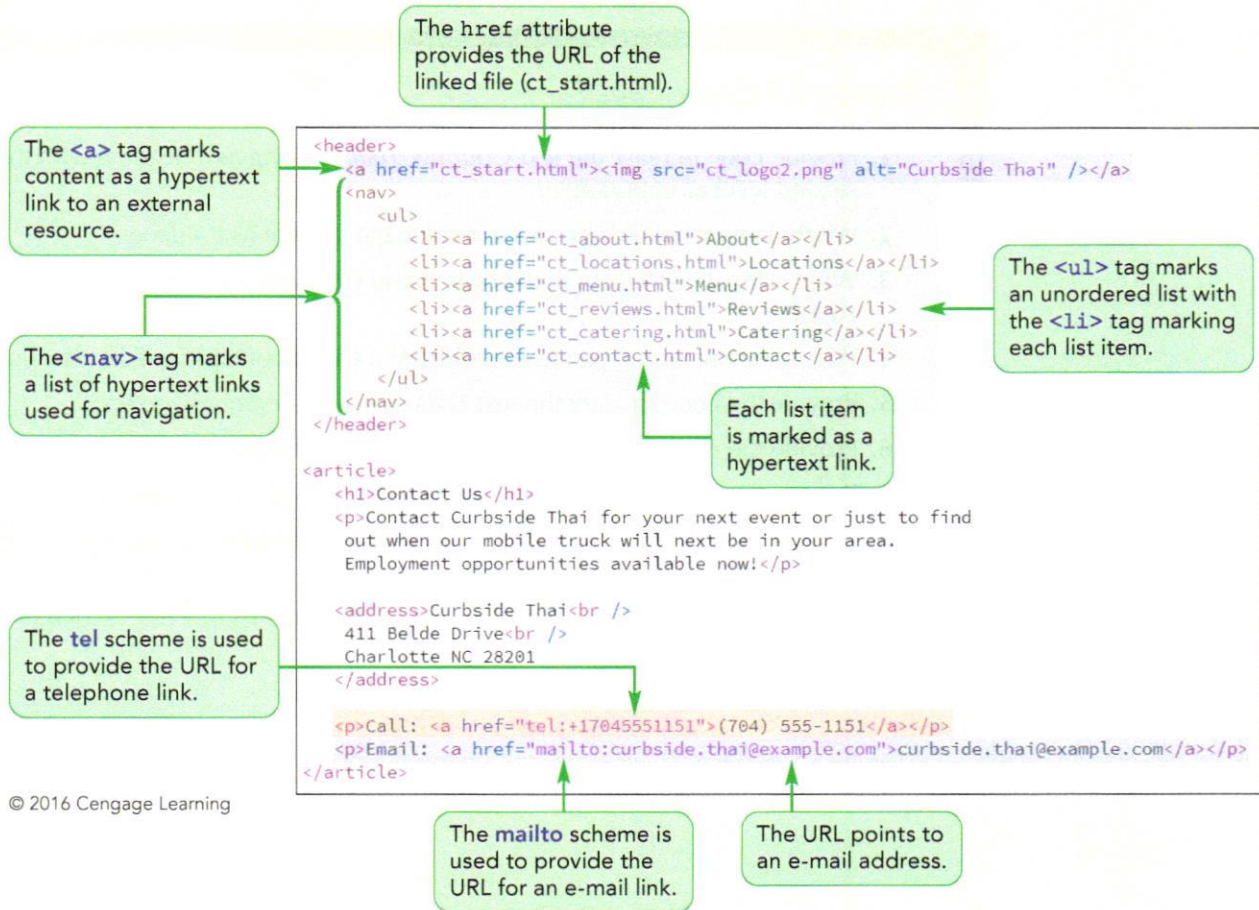 The href attribute
provides the URL of the
linked file (ct_start.html).
The <a> tag marks
content as a hypertext
link to an external
resource.
The <nav> tag marks
a list of hypertext links
used for navigation.
<header>
<a href="ct_start.html"><img src="ct_logo2.png" alt="Curbside Thai" /></a>
<nav>
<ul>
<li><a href="ct_about.html">About</a></li>
<li><a href="ct_locations.html">Locations</a></li>
<li><a href="ct_menu.html">Menu</a></li>
<li><a href="ct_reviews.html">Reviews</a></li>
<li><a href="ct_catering.html">Catering</a></li>
<li><a href="ct_contact.html">Contact</a></li>
</ul>
</nav>
</header>
The <ul> tag marks
an unordered list with
the <li> tag marking
each list item.
Each list item
is marked as a
hypertext link.
<article>
<h1>Contact Us</h1>
<p>Contact Curbside Thai for your next event or just to find
out when our mobile truck will next be in your area.
Employment opportunities available now!</p>
<address>Curbside Thai<br />
411 Belde Drive<br />
Charlotte NC 28201
</address>
The tel scheme is used
to provide the URL for
a telephone link.
<p>Call: <a href="tel:+17045551151">(704) 555-1151</a></p>
<p>Email: <a href="mailto:curbside.thai@example.com">curbside.thai@example.com</a></p>
</article>
© 2016 Cengage Learning
The mailto scheme is
used to provide the
URL for an e-mail link.
The URL points to
an e-mail address.